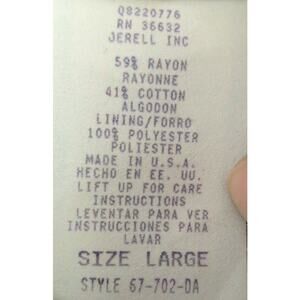 Q8220776
RN 36632
JERELL INC
59% RAYON
RAYONNE
41% COTTON
ALGODON
LINING/FORRO
100% POLYESTER
POLIESTER
MADE IN U.S.A.
HECHO EN EE. UU.
LIFT UP FOR CARE
INSTRUCTIONS
LEVENTAR PARA VER
INSTRUCCIONES PARA
LAVAR
SIZE LARGE
STYLE 67-702-DA